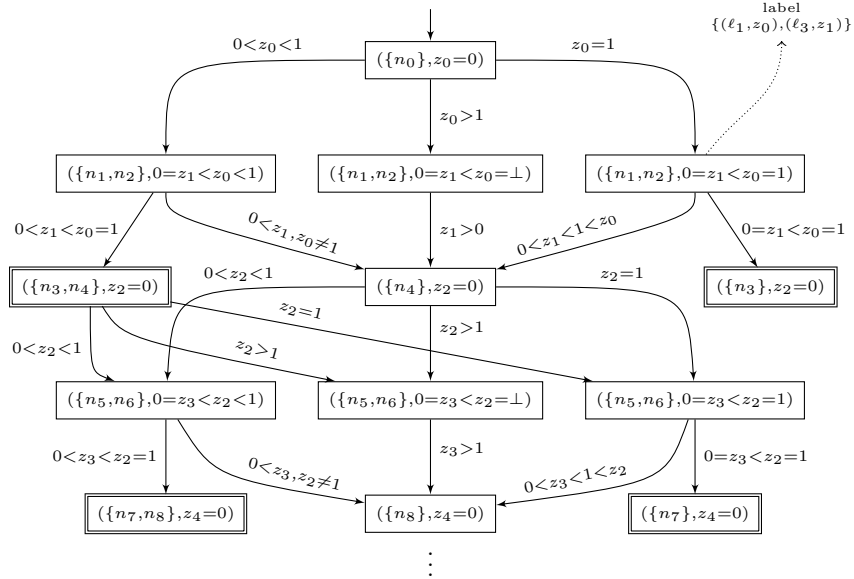 label
{(ℓ₁,z₀),(ℓ₃,z₁)}
0<z₀<1
z₀=1
({n₀},z₀=0)
z₀>1
({n₁,n₂},0=z₁<z₀<1)
({n₁,n₂},0=z₁<z₀=⊥)
({n₁,n₂},0=z₁<z₀=1)
0<z₁<z₀=1
0<z₁,z₀≠1
z₁>0
0<z₁<1<z₀
0=z₁<z₀=1
({n₃,n₄},z₂=0)
0<z₂<1
({n₄},z₂=0)
z₂=1
({n₃},z₂=0)
z₂=1
0<z₂<1
z₂>1
z₂>1
({n₅,n₆},0=z₃<z₂<1)
({n₅,n₆},0=z₃<z₂=⊥)
({n₅,n₆},0=z₃<z₂=1)
0<z₃<z₂=1
0<z₃,z₂≠1
z₃>1
0<z₃<1<z₂
0=z₃<z₂=1
({n₇,n₈},z₄=0)
({n₈},z₄=0)
({n₇},z₄=0)
⋮